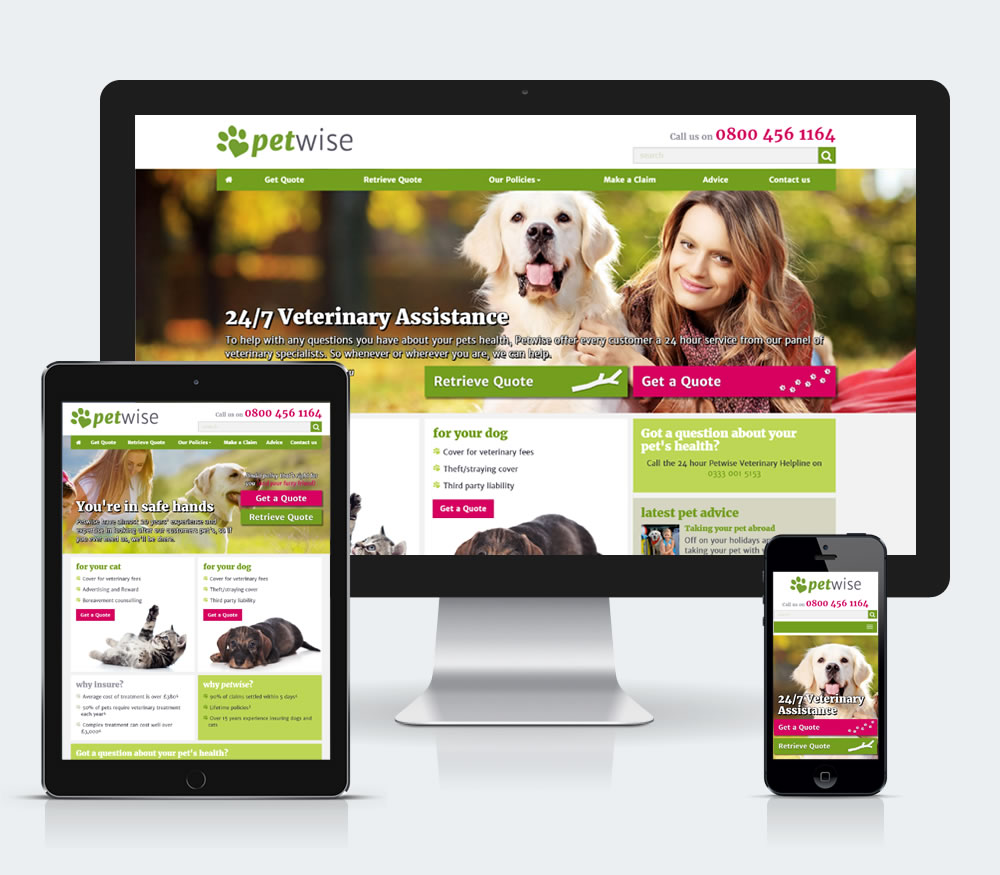 petwise
Call us on 0800 456 1164
search
Get Quote Retrieve Quote Our Policies Make a Claim Advice Contact us
24/7 Veterinary Assistance
To help with any questions you have about your pets health, Petwise offer every customer a 24 hour service from our panel of
veterinary specialists. So whenever or wherever you are, we can help.
Retrieve Quote
Get a Quote
for your dog
Cover for veterinary fees
Theft/straying cover
Third party liability
Get a Quote
Got a question about your
pet's health?
Call the 24 hour Petwise Veterinary Helpline on
0333 001 5153
latest pet advice
Taking your pet abroad
Off on your holidays
taking your pet with
petwise
Call us on 0800 456 1164
Get Quote Retrieve Quote Our Policies Make a Claim Advice Contact us
You're in safe hands
Petwise have almost 20 years' experience and
expertise in looking after our customers pet's, so if
you ever need us, we'll be there.
Get a Quote
Retrieve Quote
for your cat
Cover for veterinary fees
Advertising and Reward
Bereavement counselling
Get a Quote
for your dog
Cover for veterinary fees
Theft/straying cover
Third party liability
Get a Quote
why insure?
Average cost of treatment is over £380
50% of pets require veterinary treatment
each year
Complex treatment can cost well over
£3,000
why petwise?
90% of claims settled within 5 days
Lifetime policies
Over 15 years experience insuring dogs and
cats
Got a question about your pet's health?
petwise
Call us on 0800 456 1164
24/7 Veterinary
Assistance
Get a Quote
Retrieve Quote